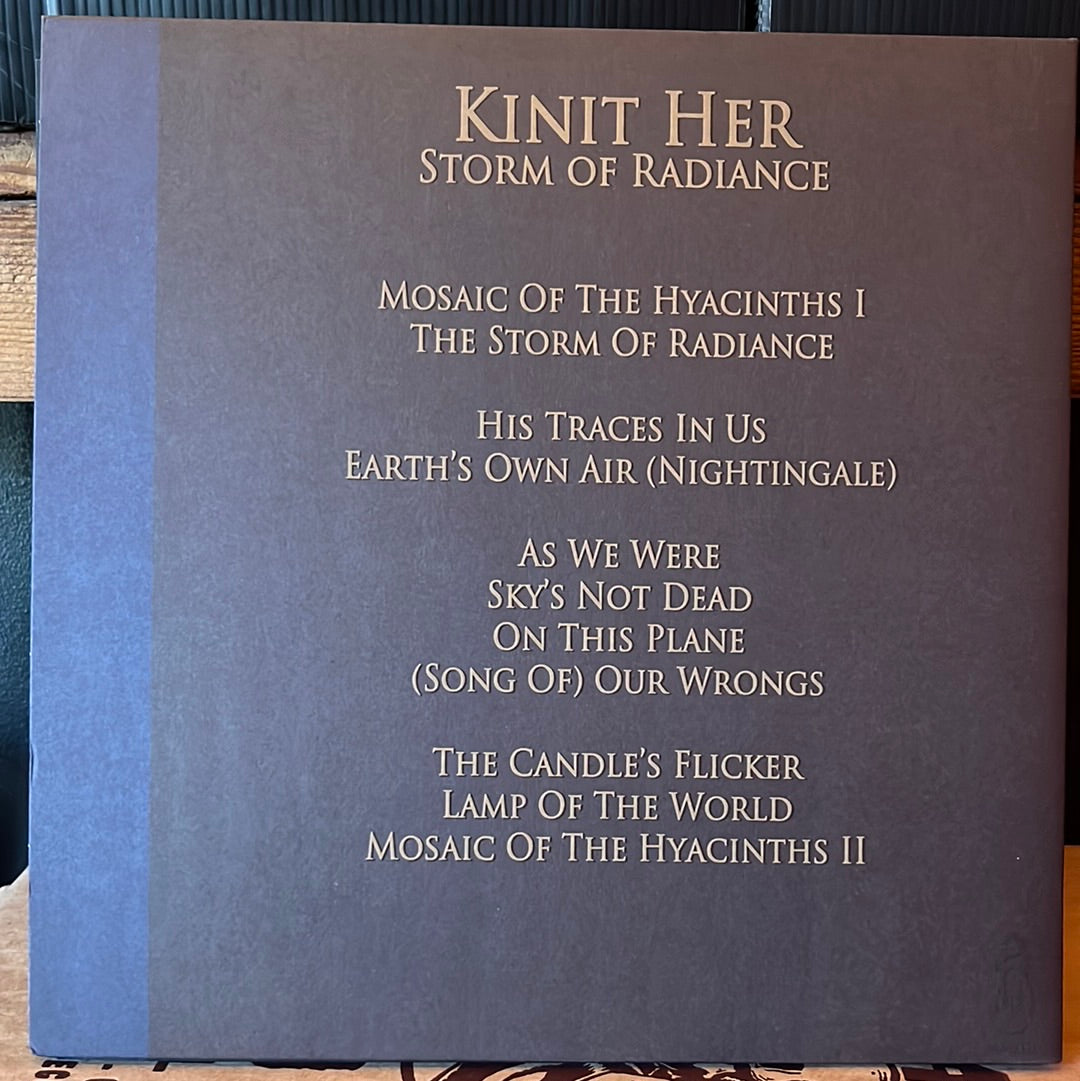 Kinit Her
Storm of Radiance
Mosaic Of The Hyacinths I
The Storm Of Radiance
His Traces In Us
Earth's Own Air (Nightingale)
As We Were
Sky's Not Dead
On This Plane
(Song Of) Our Wrongs
The Candle's Flicker
Lamp Of The World
Mosaic Of The Hyacinths II